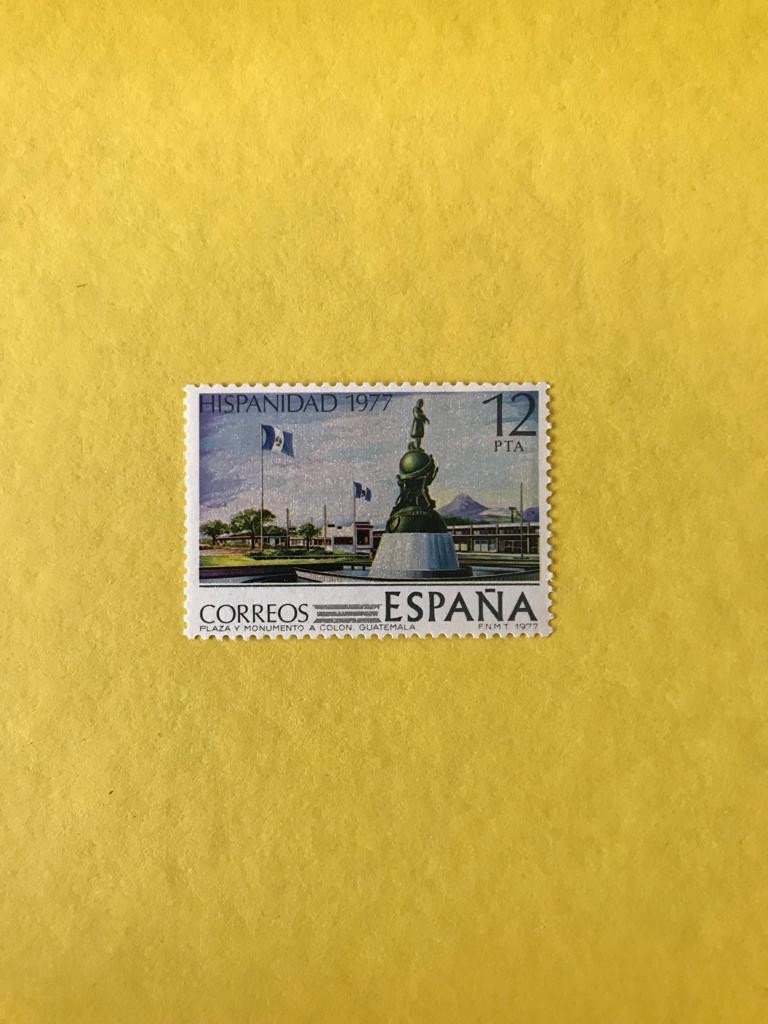 HISPANIDAD 1977
12
PTA
CORREOS ESPAÑA
PLAZA Y MONUMENTO A COLON. GUATEMALA F.N.M.T. 1977